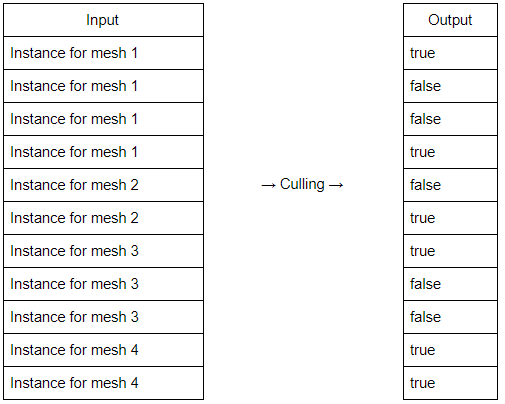 Input
Instance for mesh 1
Instance for mesh 1
Instance for mesh 1
Instance for mesh 1
Instance for mesh 2
Instance for mesh 2
Instance for mesh 3
Instance for mesh 3
Instance for mesh 3
Instance for mesh 4
Instance for mesh 4
→ Culling →
Output
true
false
false
true
false
true
true
false
false
true
true